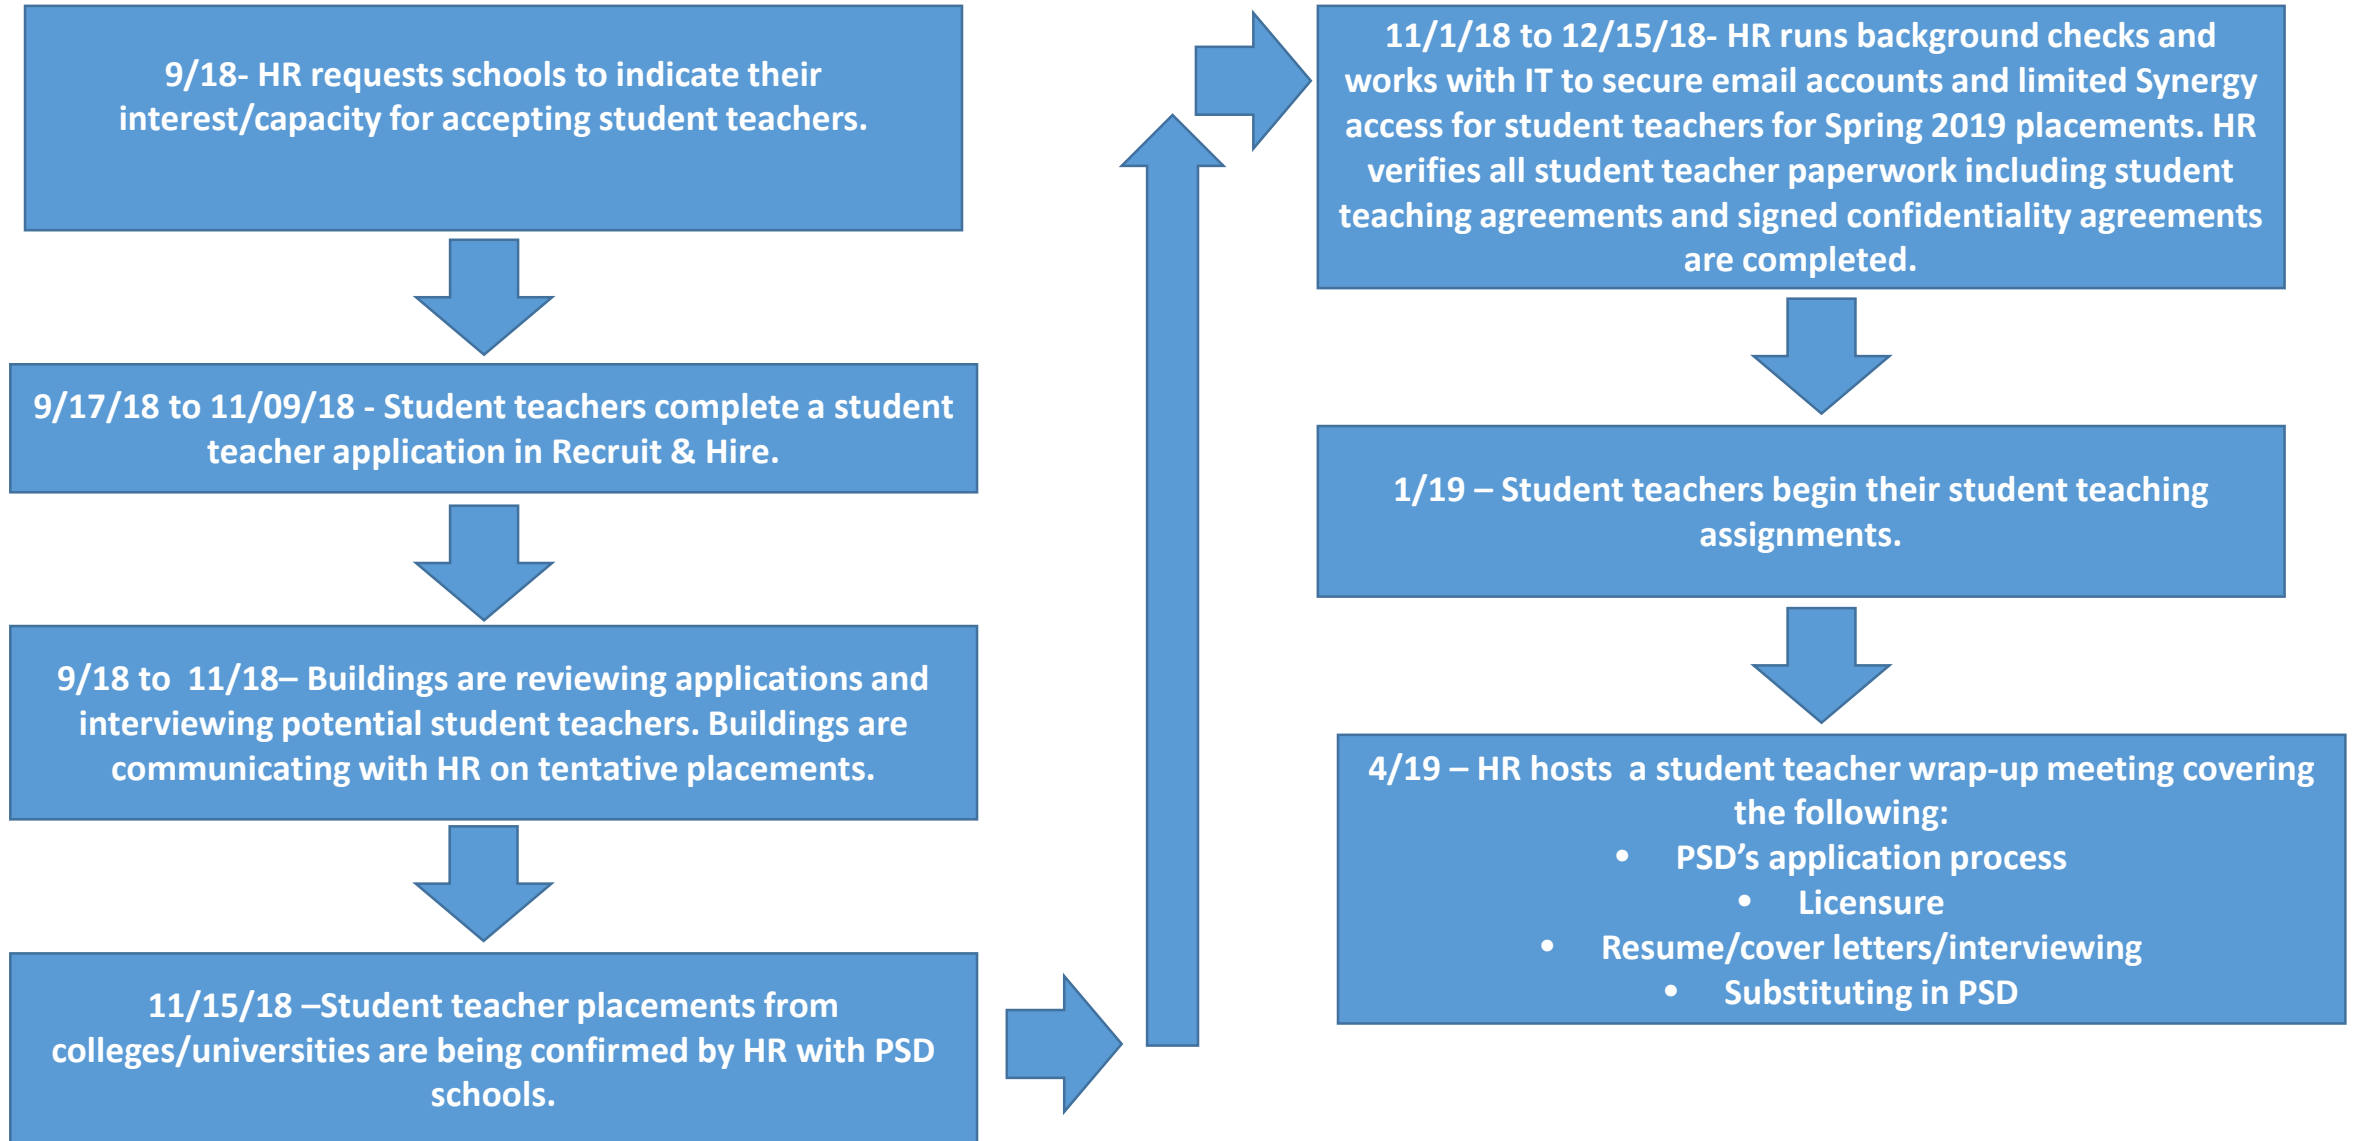 9/18- HR requests schools to indicate their
interest/capacity for accepting student teachers.
9/17/18 to 11/09/18 - Student teachers complete a student
teacher application in Recruit & Hire.
9/18 to  11/18– Buildings are reviewing applications and
interviewing potential student teachers. Buildings are
communicating with HR on tentative placements.
11/15/18 –Student teacher placements from
colleges/universities are being confirmed by HR with PSD
schools.
11/1/18 to 12/15/18- HR runs background checks and
works with IT to secure email accounts and limited Synergy
access for student teachers for Spring 2019 placements. HR
verifies all student teacher paperwork including student
teaching agreements and signed confidentiality agreements
are completed.
1/19 – Student teachers begin their student teaching
assignments.
4/19 – HR hosts  a student teacher wrap-up meeting covering
the following:
• PSD’s application process
• Licensure
• Resume/cover letters/interviewing
• Substituting in PSD